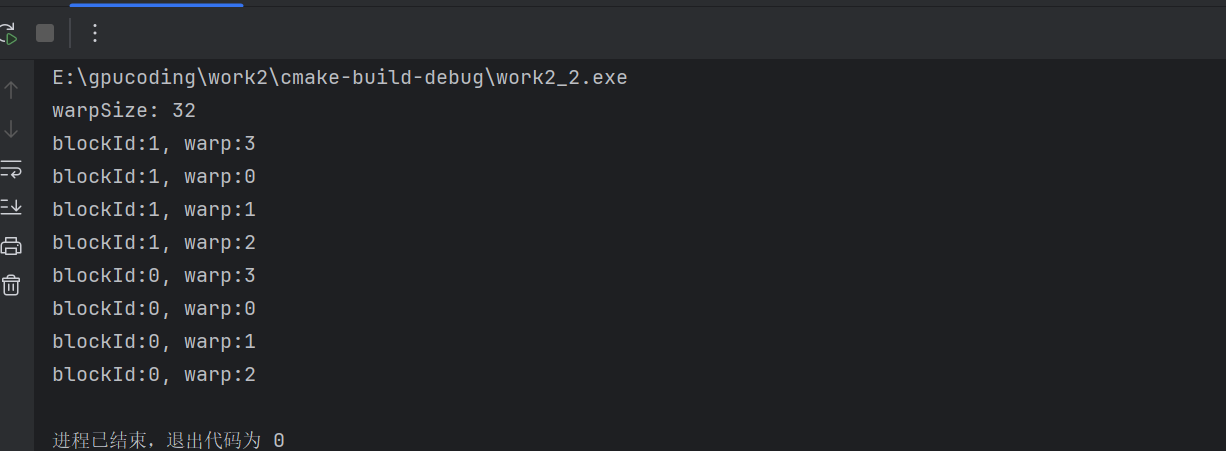 E:\gpucoding\work2\cmake-build-debug\work2_2.exe
warpSize: 32
blockId:1, warp:3
blockId:1, warp:0
blockId:1, warp:1
blockId:1, warp:2
blockId:0, warp:3
blockId:0, warp:0
blockId:0, warp:1
blockId:0, warp:2
进程已结束，退出代码为 0